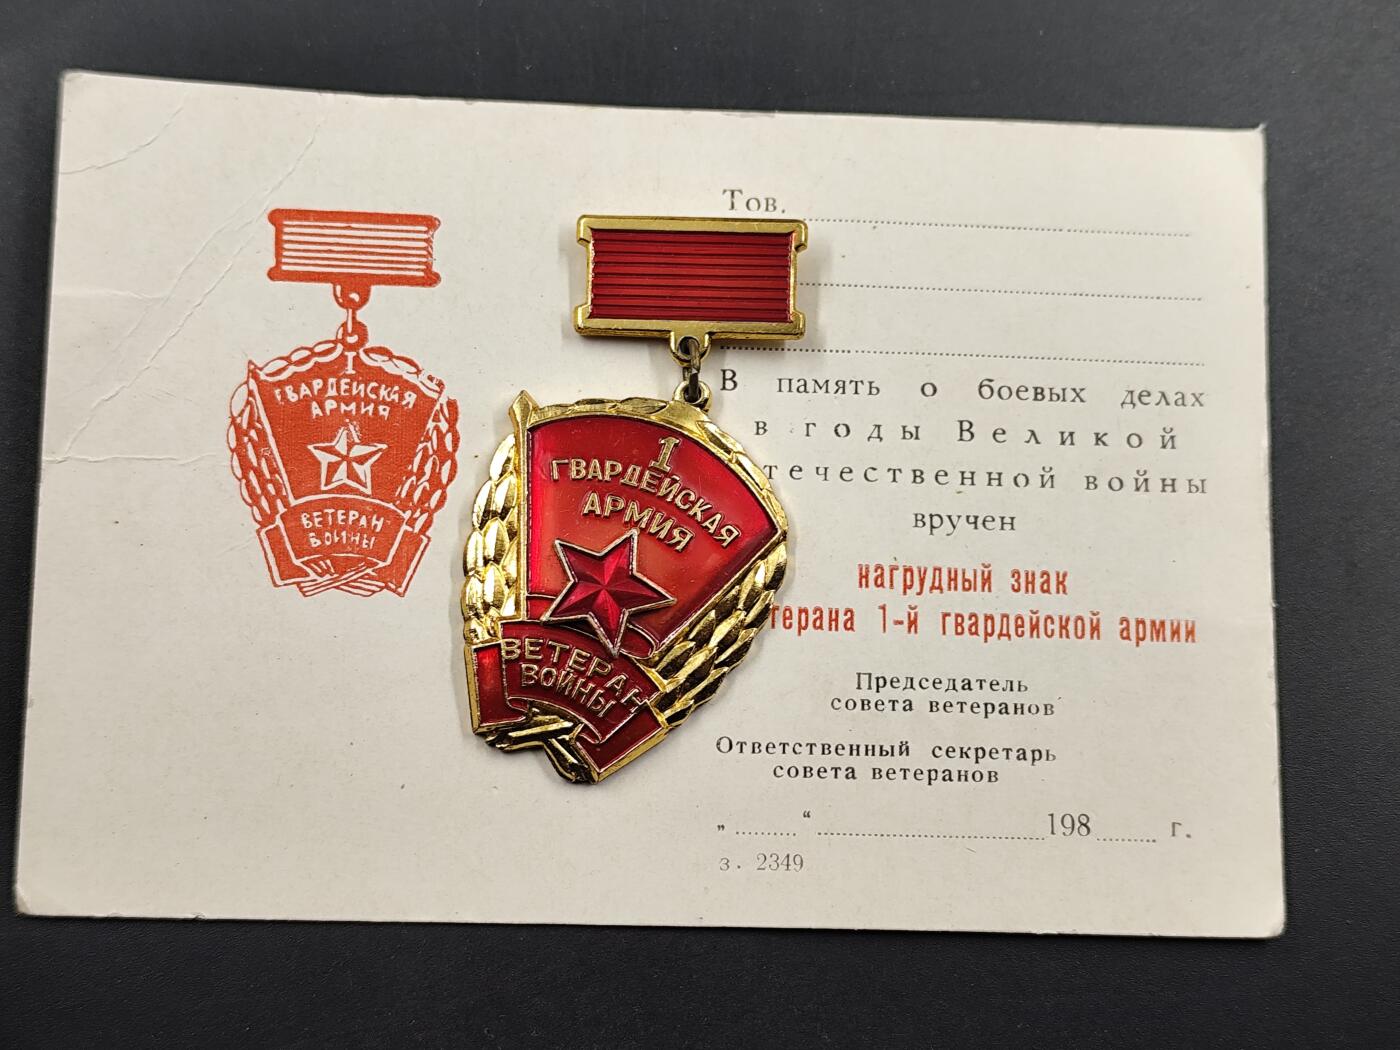 I
ГВАРДЕЙСКАЯ
АРМИЯ
ВЕТЕРАН
ВОЙНЫ
1
ГВАРДЕЙСКАЯ
АРМИЯ
ВЕТЕРАН
ВОЙНЫ
Тов.
В память о боевых делах
в годы Великой
течественной войны
вручен
нагрудный знак
терана 1-й гвардейской армии
Председатель
совета ветеранов
Ответственный секретарь
совета ветеранов
„ “ 198 г.
з. 2349